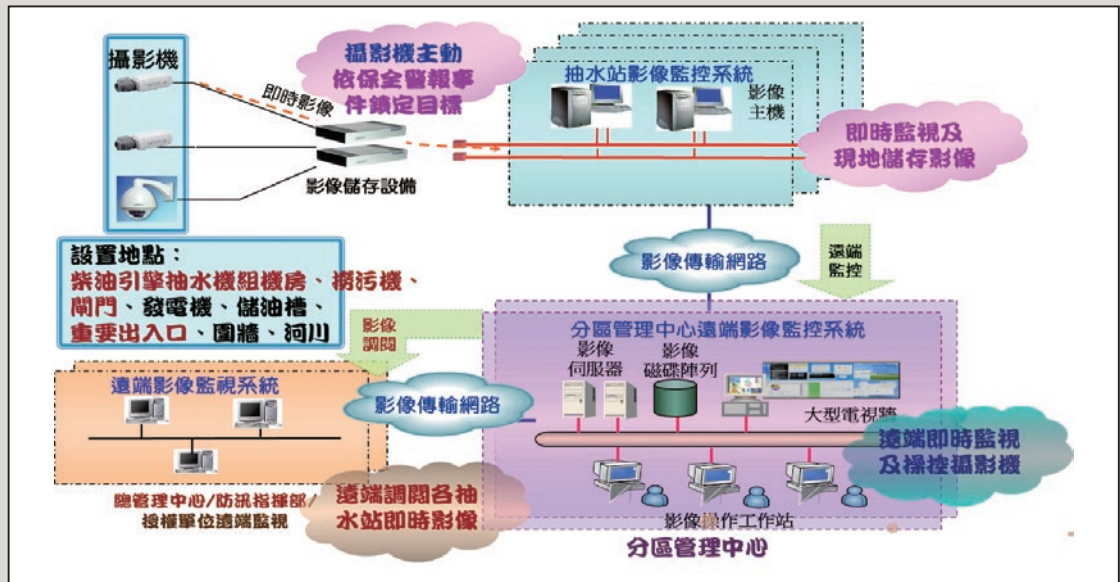 攝影機
即時影像
影像儲存設備
攝影機主動
依保全警報事
件鎖定目標
抽水站影像監控系統
影像
主機
即時監視及
現地儲存影像
設置地點：
柴油引擎抽水機組機房、撈污機、
閘門、發電機、儲油槽、
重要出入口、圍牆、河川
影像傳輸網路
遠端
監控
影像
調閱
分區管理中心遠端影像監控系統
影像
伺服器
影像
磁碟陣列
大型電視牆
遠端即時監視
及操控攝影機
影像操作工作站
分區管理中心
遠端影像監視系統
影像傳輸網路
總管理中心/防汛指揮部/
授權單位遠端監視
遠端調閱各抽
水站即時影像